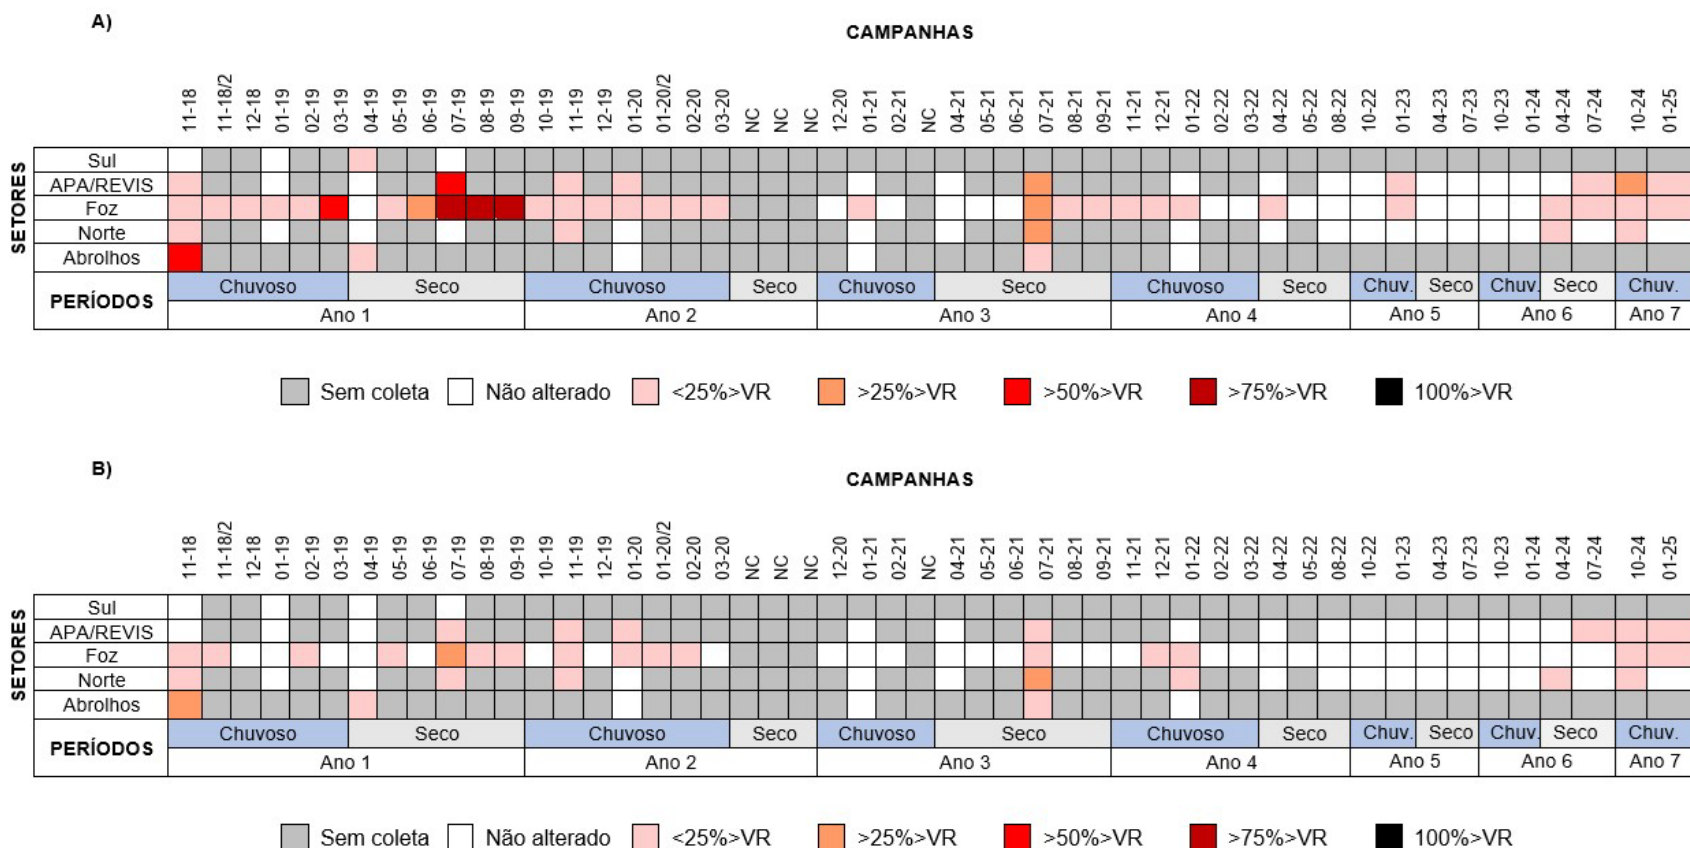 A)
CAMPANHAS
11-18 11-18/2 12-18 01-19 02-19 03-19 04-19 05-19 06-19 07-19 08-19 09-19 10-19 11-19 12-19 01-20 01-20/2 02-20 03-20 NC NC NC 12-20 01-21 02-21 NC 04-21 05-21 06-21 07-21 08-21 09-21 11-21 12-21 01-22 02-22 03-22 04-22 05-22 08-22 10-22 01-23 04-23 07-23 10-23 01-24 04-24 07-24 10-24 01-25
SETORES
Sul
APA/REVIS
Foz
Norte
Abrolhos
PERÍODOS
Chuvoso Seco Chuvoso Seco Chuvoso Seco Chuvoso Seco Chuv. Seco Chuv. Seco Chuv.
Ano 1 Ano 2 Ano 3 Ano 4 Ano 5 Ano 6 Ano 7
Sem coleta Não alterado <25%>VR >25%>VR >50%>VR >75%>VR 100%>VR
B)
CAMPANHAS
11-18 11-18/2 12-18 01-19 02-19 03-19 04-19 05-19 06-19 07-19 08-19 09-19 10-19 11-19 12-19 01-20 01-20/2 02-20 03-20 NC NC NC 12-20 01-21 02-21 NC 04-21 05-21 06-21 07-21 08-21 09-21 11-21 12-21 01-22 02-22 03-22 04-22 05-22 08-22 10-22 01-23 04-23 07-23 10-23 01-24 04-24 07-24 10-24 01-25
SETORES
Sul
APA/REVIS
Foz
Norte
Abrolhos
PERÍODOS
Chuvoso Seco Chuvoso Seco Chuvoso Seco Chuvoso Seco Chuv. Seco Chuv. Seco Chuv.
Ano 1 Ano 2 Ano 3 Ano 4 Ano 5 Ano 6 Ano 7
Sem coleta Não alterado <25%>VR >25%>VR >50%>VR >75%>VR 100%>VR